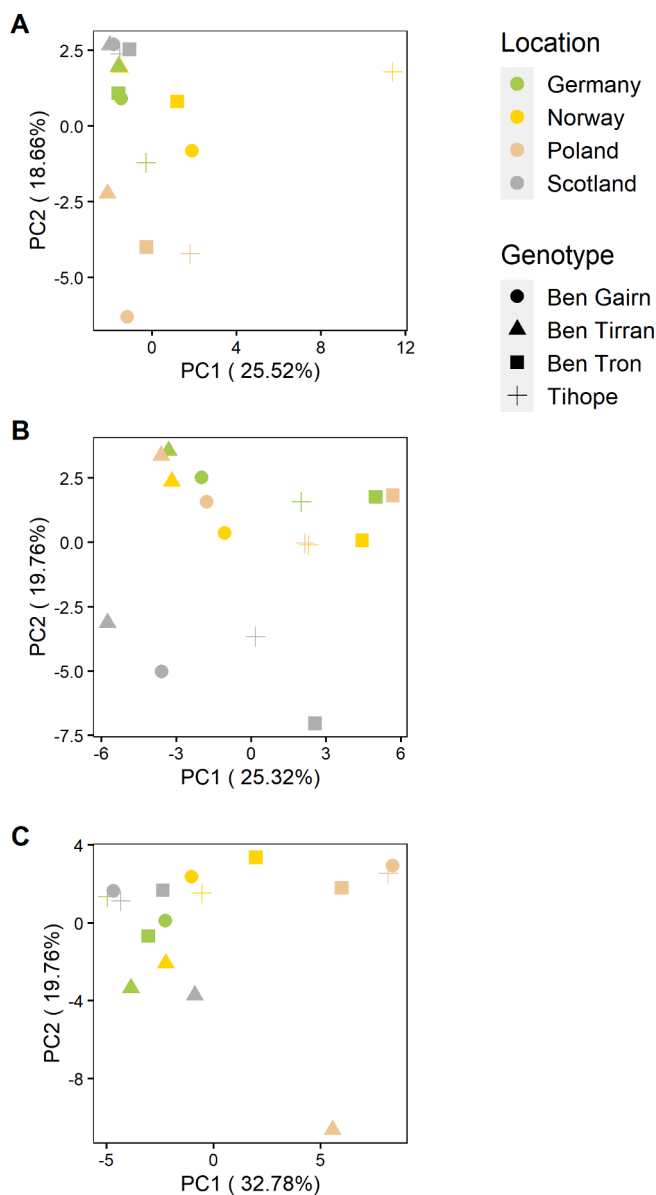 A
2.5
0.0
-2.5
-5.0
PC2 ( 18.66%)
0 4 8 12
PC1 ( 25.52%)
Location
Germany
Norway
Poland
Scotland
Genotype
Ben Gairn
Ben Tirran
Ben Tron
Tihope
B
2.5
0.0
-2.5
-5.0
-7.5
PC2 ( 19.76%)
-6 -3 0 3 6
PC1 ( 25.32%)
C
4
0
-4
-8
PC2 ( 19.76%)
-5 0 5
PC1 ( 32.78%)